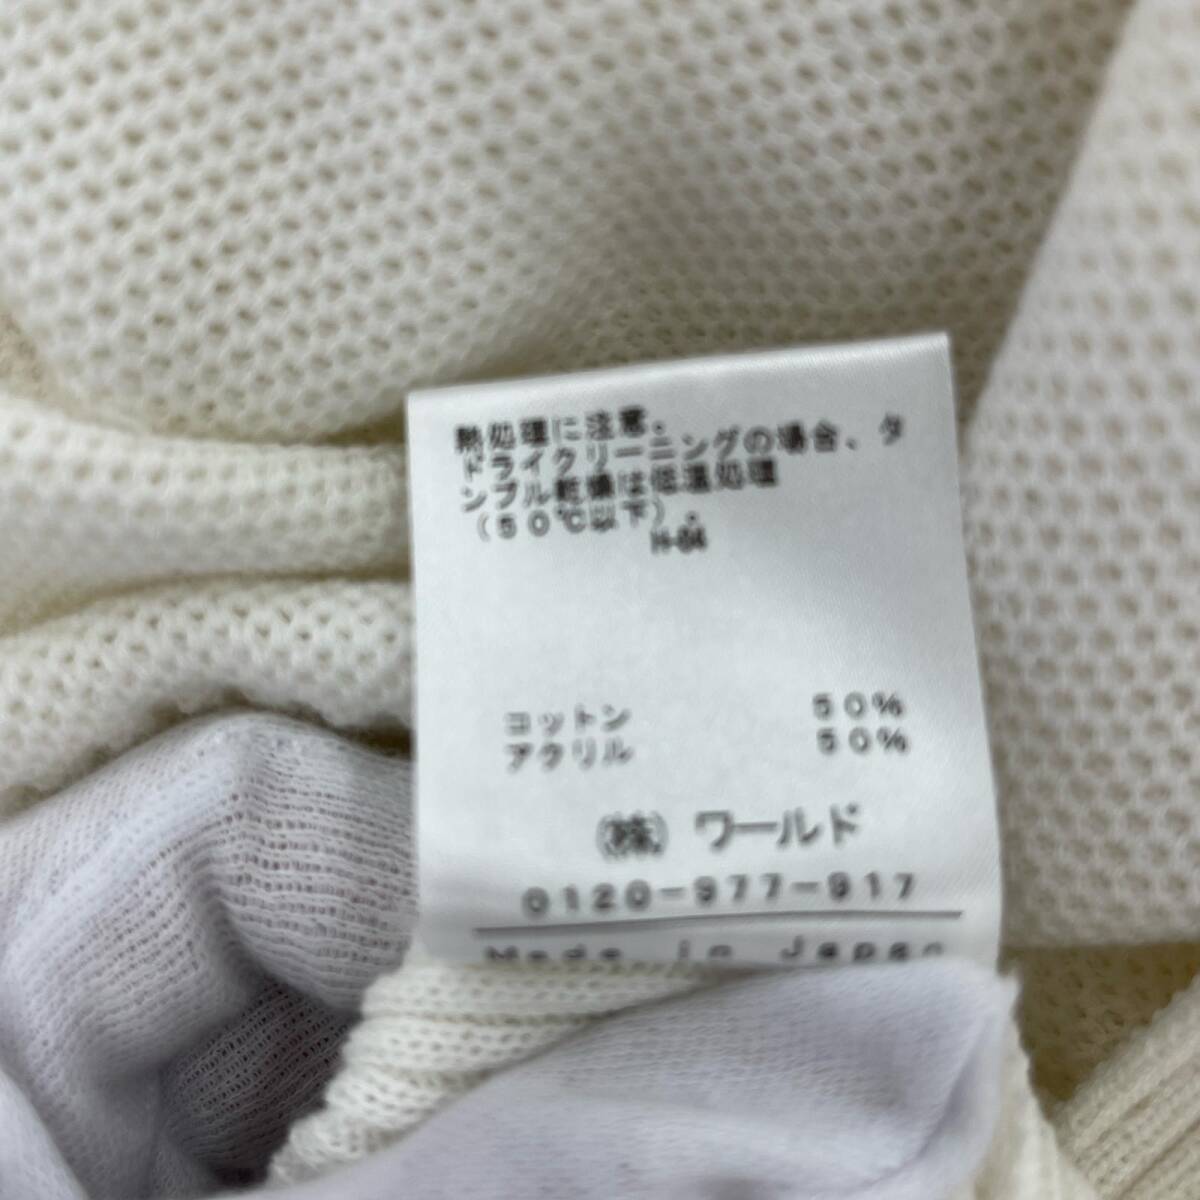 熱処理に注意。
ドライクリーニングの場合、タ
ンブル乾燥は低温処理
(50℃以下)。
H-04
コットン 50%
アクリル 50%
(株) ワールド
0120-977-917
Made in Japan